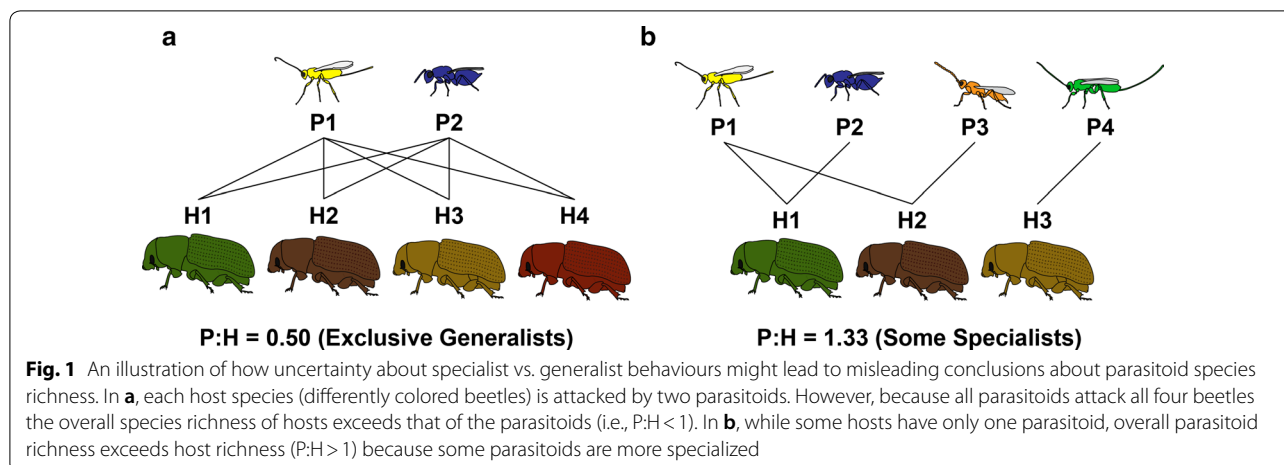 a
b
P1 P2
P1 P2 P3 P4
H1 H2 H3 H4
H1 H2 H3
P:H = 0.50 (Exclusive Generalists)
P:H = 1.33 (Some Specialists)
Fig. 1 An illustration of how uncertainty about specialist vs. generalist behaviours might lead to misleading conclusions about parasitoid species
richness. In a, each host species (differently colored beetles) is attacked by two parasitoids. However, because all parasitoids attack all four beetles
the overall species richness of hosts exceeds that of the parasitoids (i.e., P:H < 1). In b, while some hosts have only one parasitoid, overall parasitoid
richness exceeds host richness (P:H > 1) because some parasitoids are more specialized